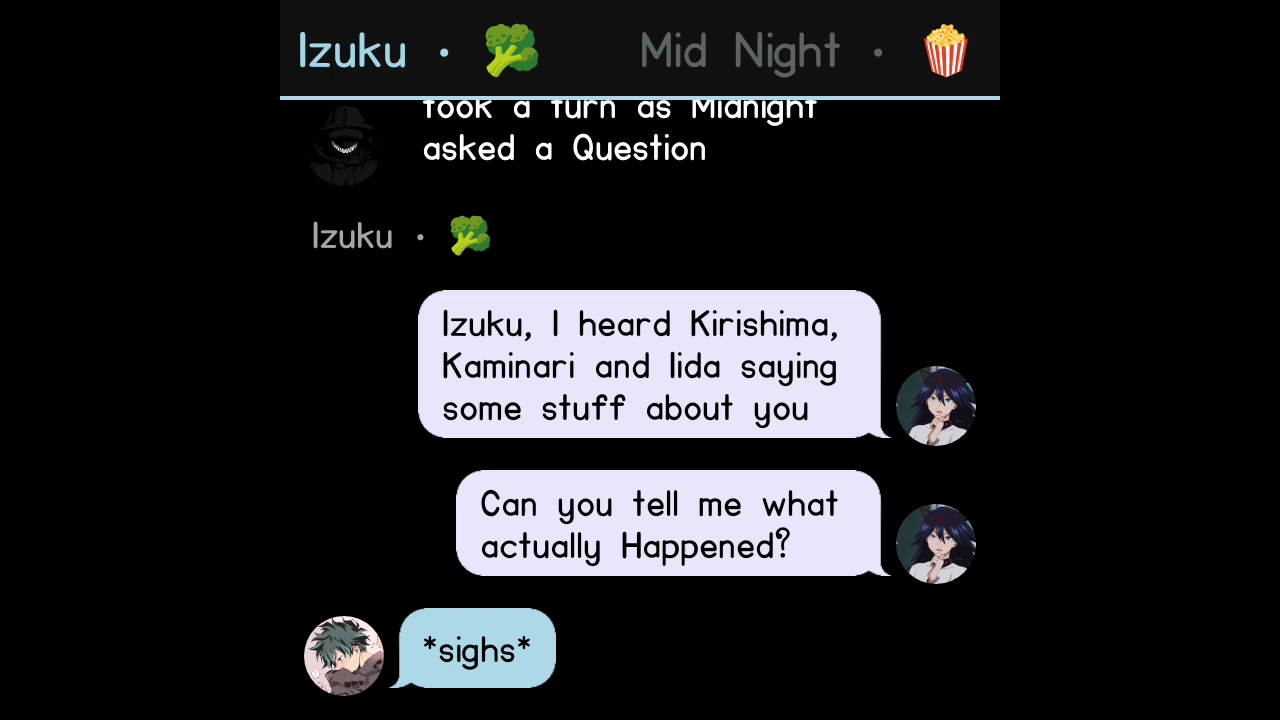 Izuku • 🥦 Mid Night • 🍿
took a turn as Midnight
asked a Question
Izuku • 🥦
Izuku, I heard Kirishima,
Kaminari and Iida saying
some stuff about you
Can you tell me what
actually Happened?
*sighs*